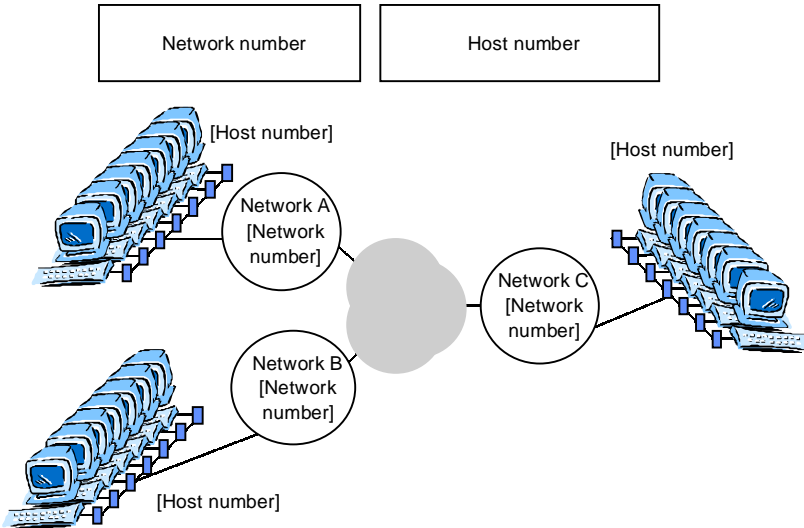 Network number
Host number
[Host number]
[Host number]
Network A
[Network
number]
Network C
[Network
number]
Network B
[Network
number]
[Host number]